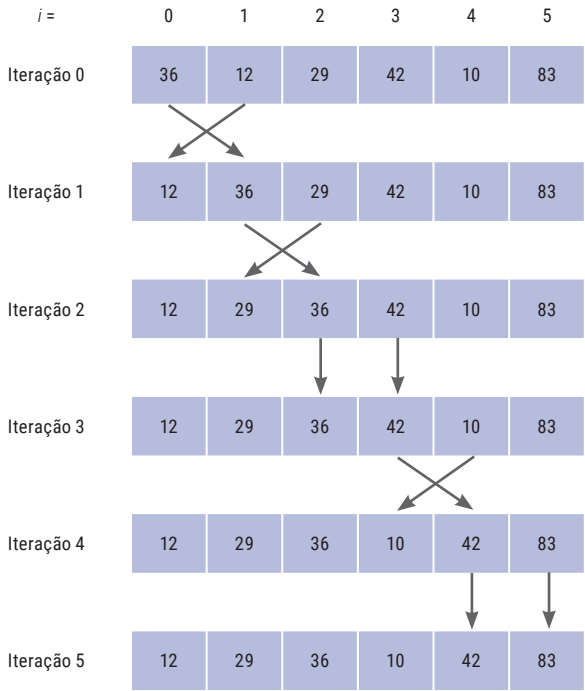 i = 0 1 2 3 4 5
Iteração 0 36 12 29 42 10 83
Iteração 1 12 36 29 42 10 83
Iteração 2 12 29 36 42 10 83
Iteração 3 12 29 36 42 10 83
Iteração 4 12 29 36 10 42 83
Iteração 5 12 29 36 10 42 83